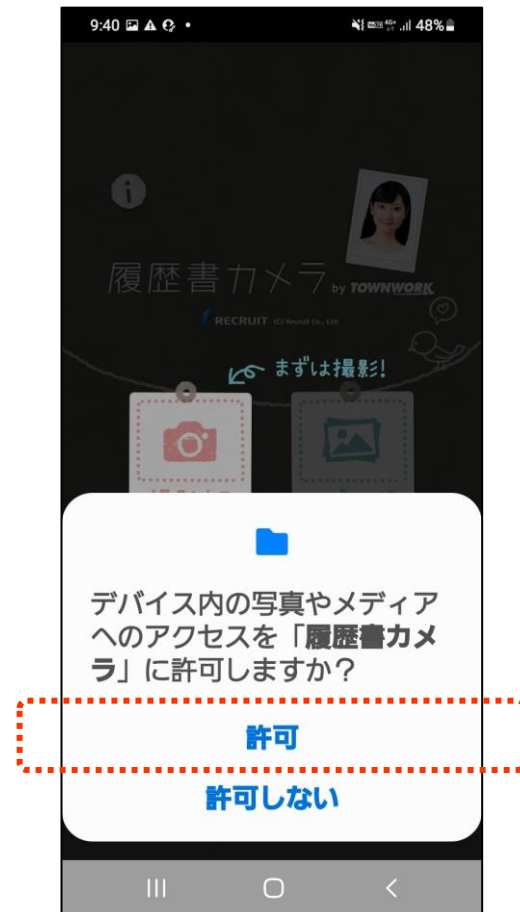 9:40
48%
履歴書カメラ by TOWNWORK
RECRUIT (C) Recruit Co., Ltd.
まずは撮影!
デバイス内の写真やメディア
へのアクセスを「履歴書カメ
ラ」に許可しますか?
許可
許可しない